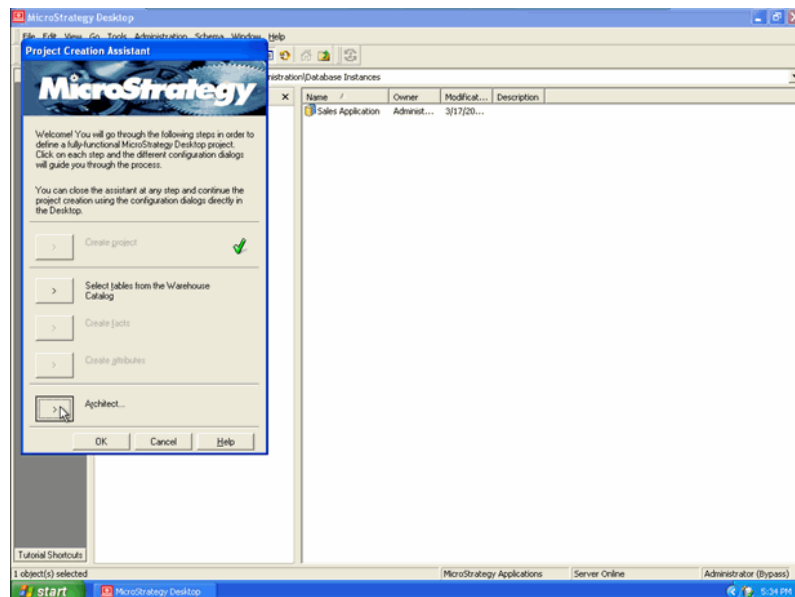 MicroStrategy Desktop
File Edit View Go Tools Administration Schema Window Help
Project Creation Assistant
MicroStrategy
Welcome! You will go through the following steps in order to
define a fully-functional MicroStrategy Desktop project.
Click on each step and the different configuration dialogs
will guide you through the process.
You can close the assistant at any step and continue the
project creation using the configuration dialogs directly in
the Desktop.
> Create project
> Select tables from the Warehouse
Catalog
> Create facts
> Create attributes
> Architect...
OK Cancel Help
nistration\Database Instances
Name / Owner Modificat... Description
Sales Application Administ... 3/17/20...
Tutorial Shortcuts
1 object(s) selected MicroStrategy Applications Server Online Administrator (Bypass)
start MicroStrategy Desktop 5:34 PM